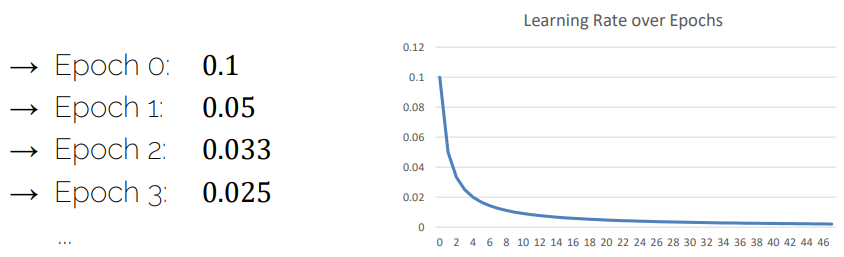 → Epoch 0: 0.1
→ Epoch 1: 0.05
→ Epoch 2: 0.033
→ Epoch 3: 0.025
...
Learning Rate over Epochs
0.12
0.1
0.08
0.06
0.04
0.02
0
0 2 4 6 8 10 12 14 16 18 20 22 24 26 28 30 32 34 36 38 40 42 44 46